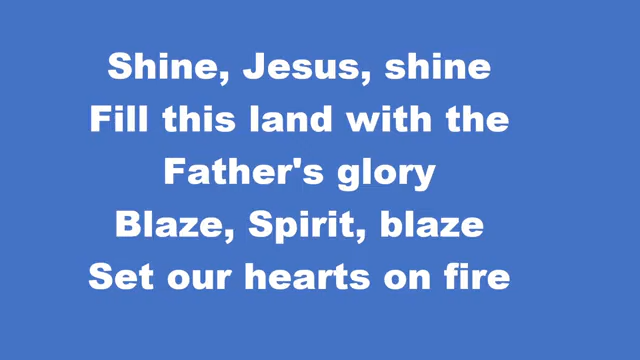 Shine, Jesus, shine
Fill this land with the
Father's glory
Blaze, Spirit, blaze
Set our hearts on fire